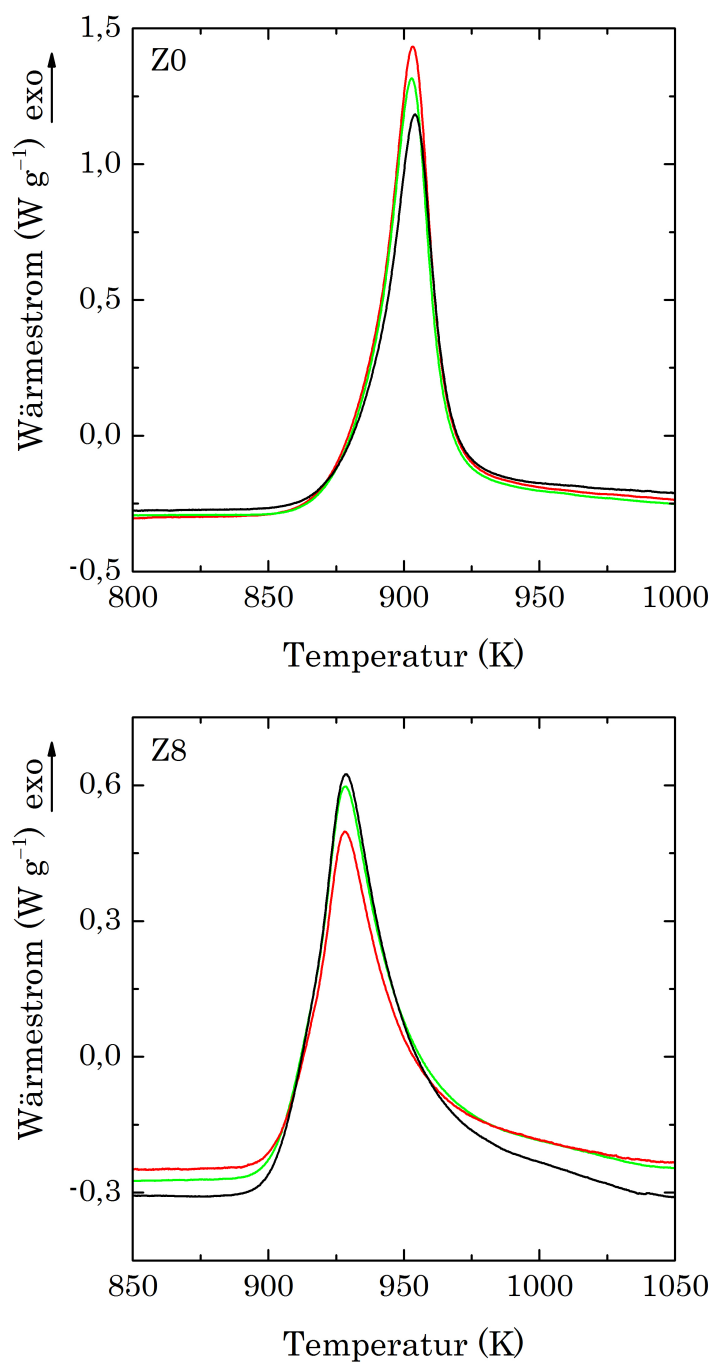 1,5
Z0
1,0
0,5
0,0
-0,5
Wärmestrom (W g⁻¹) exo
800 850 900 950 1000
Temperatur (K)
Z8
0,6
0,3
0,0
-0,3
Wärmestrom (W g⁻¹) exo
850 900 950 1000 1050
Temperatur (K)